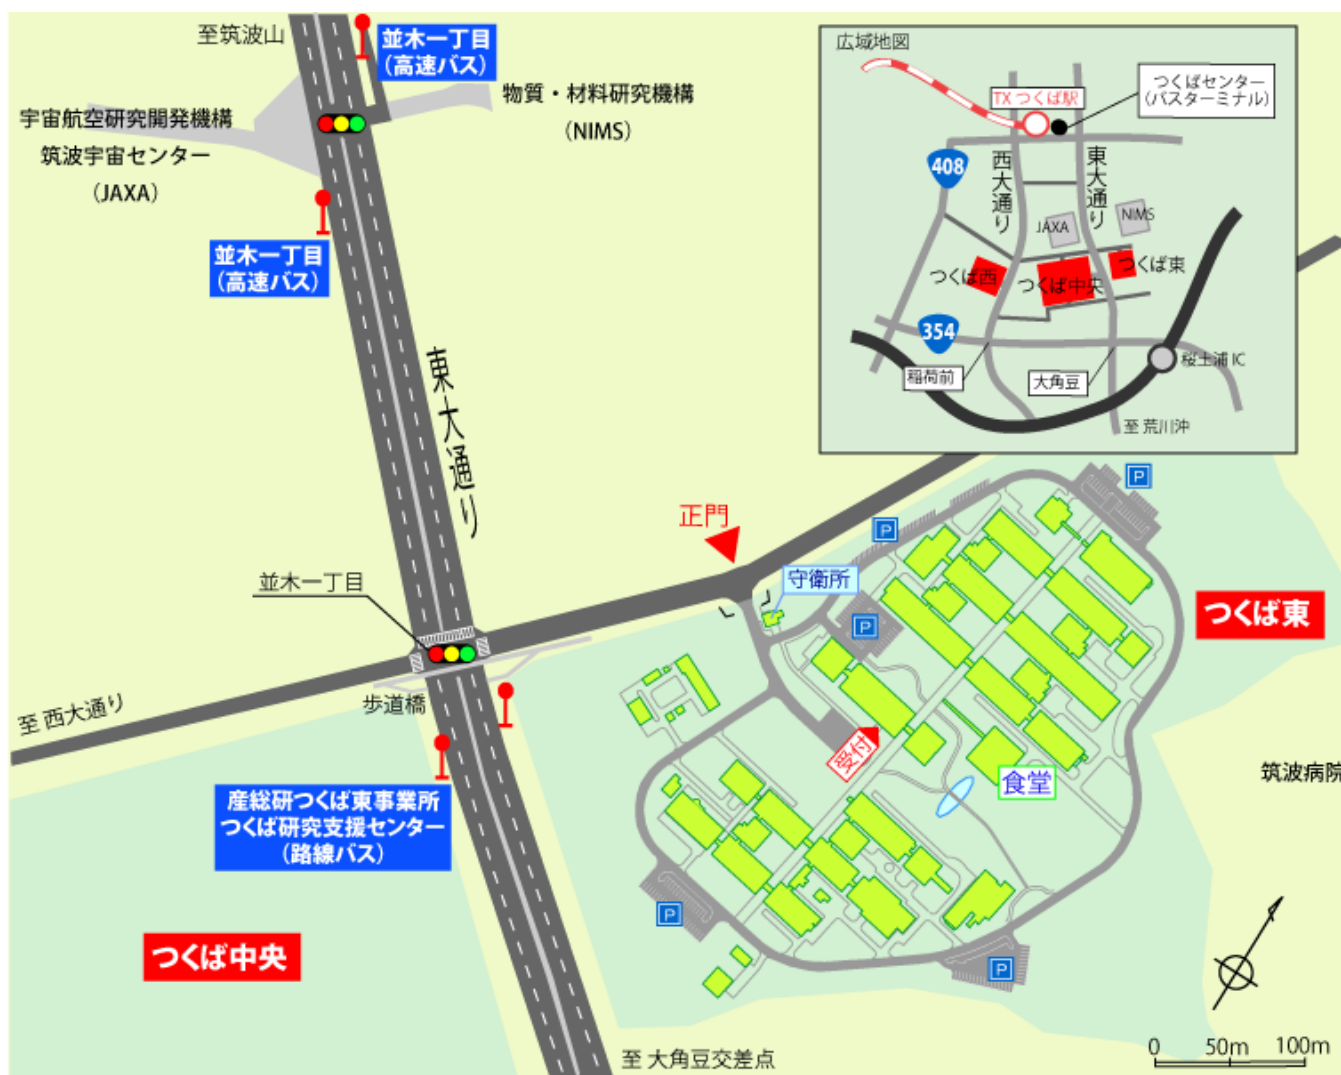 至筑波山
並木一丁目
(高速バス)
物質・材料研究機構
(NIMS)
宇宙航空研究開発機構
筑波宇宙センター
(JAXA)
並木一丁目
(高速バス)
東大通り
広域地図
TX つくば駅
つくばセンター
(バスターミナル)
408
西大通り
東大通り
JAXA
NIMS
つくば西
つくば中央
つくば東
354
稲荷前
大角豆
桜土浦 IC
至 荒川沖
正門
守衛所
P
P
P
つくば東
並木一丁目
至 西大通り
歩道橋
受付
食堂
筑波病院
産総研つくば東事業所
つくば研究支援センター
(路線バス)
P
P
つくば中央
至 大角豆交差点
0 50m 100m